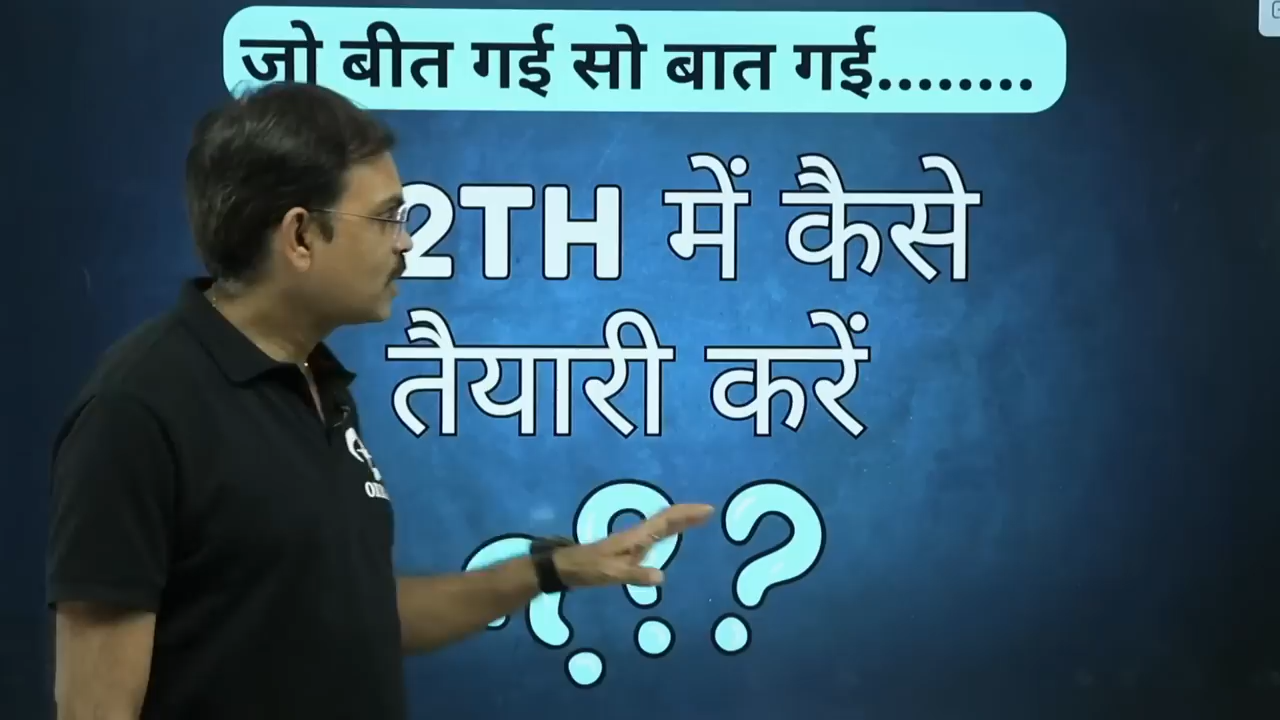 जो बीत गई सो बात गई........
2TH में कैसे
तैयारी करें
???